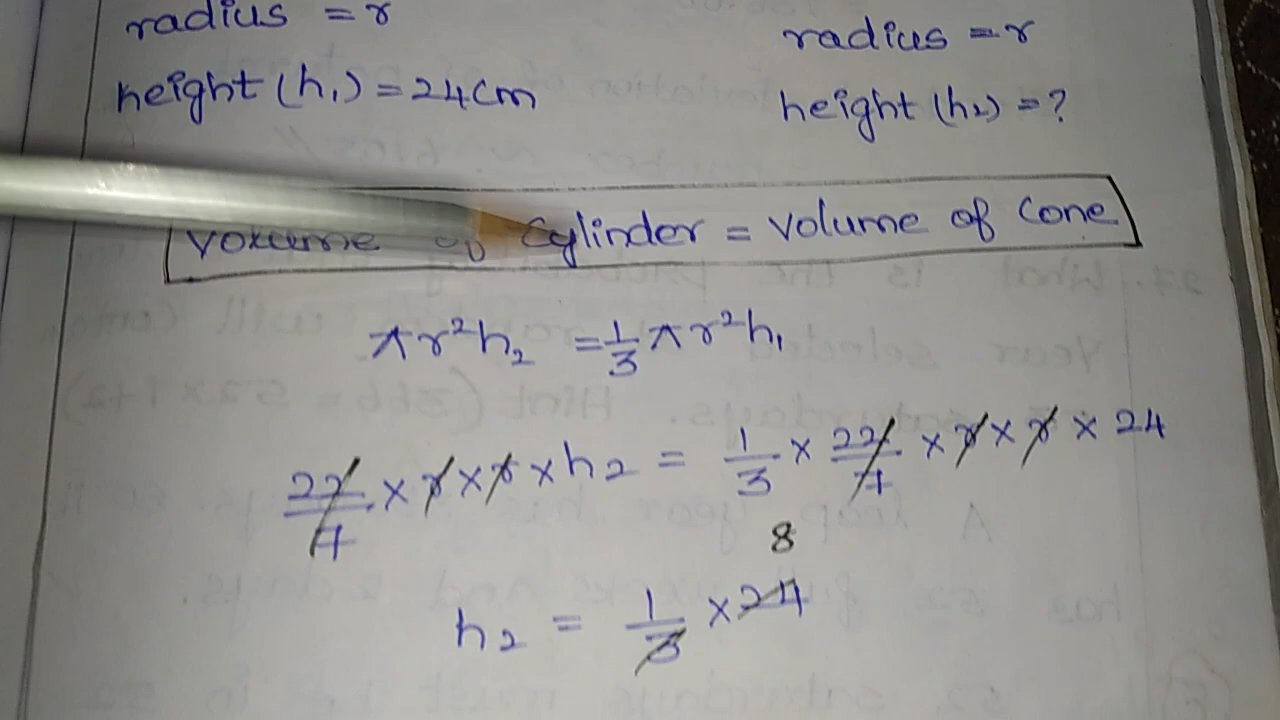 radius = r
radius = r
height (h₁) = 24cm
height (h₂) = ?
Volume of Cylinder = Volume of Cone
πr²h₂ = 1/3 πr²h₁
22/7 × r × r × h₂ = 1/3 × 22/7 × r × r × 24
8
h₂ = 1/3 × 24